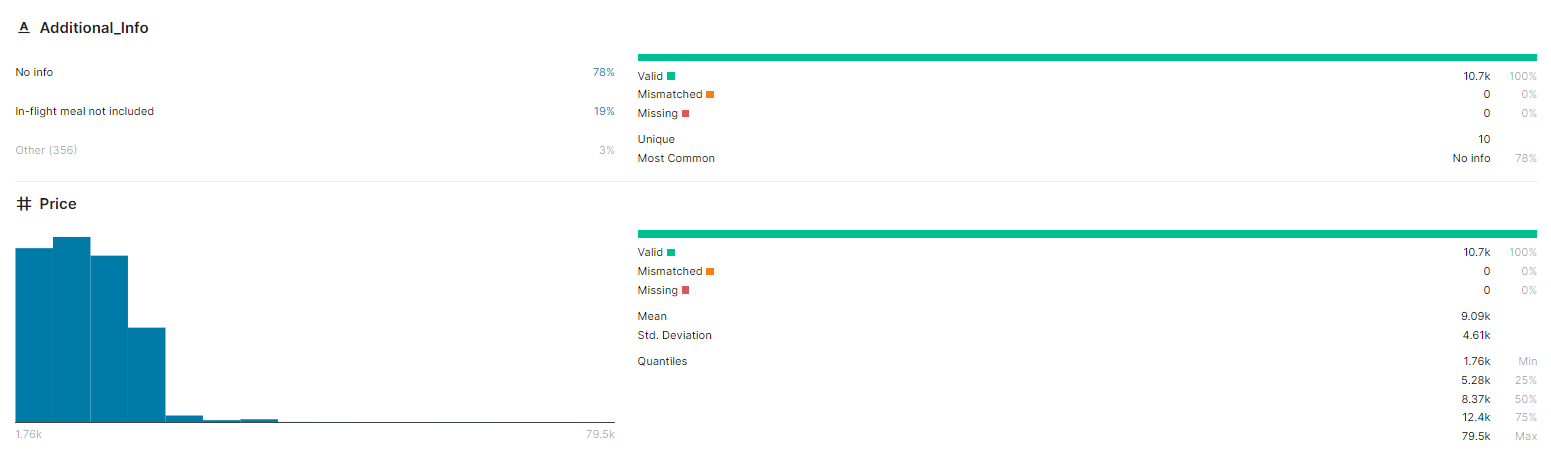 Additional_Info
No info 78%
In-flight meal not included 19%
Other (356) 3%
Valid 10.7k 100%
Mismatched 0 0%
Missing 0 0%
Unique 10
Most Common No info 78%
Price
1.76k 79.5k
Valid 10.7k 100%
Mismatched 0 0%
Missing 0 0%
Mean 9.09k
Std. Deviation 4.61k
Quantiles 1.76k Min
5.28k 25%
8.37k 50%
12.4k 75%
79.5k Max